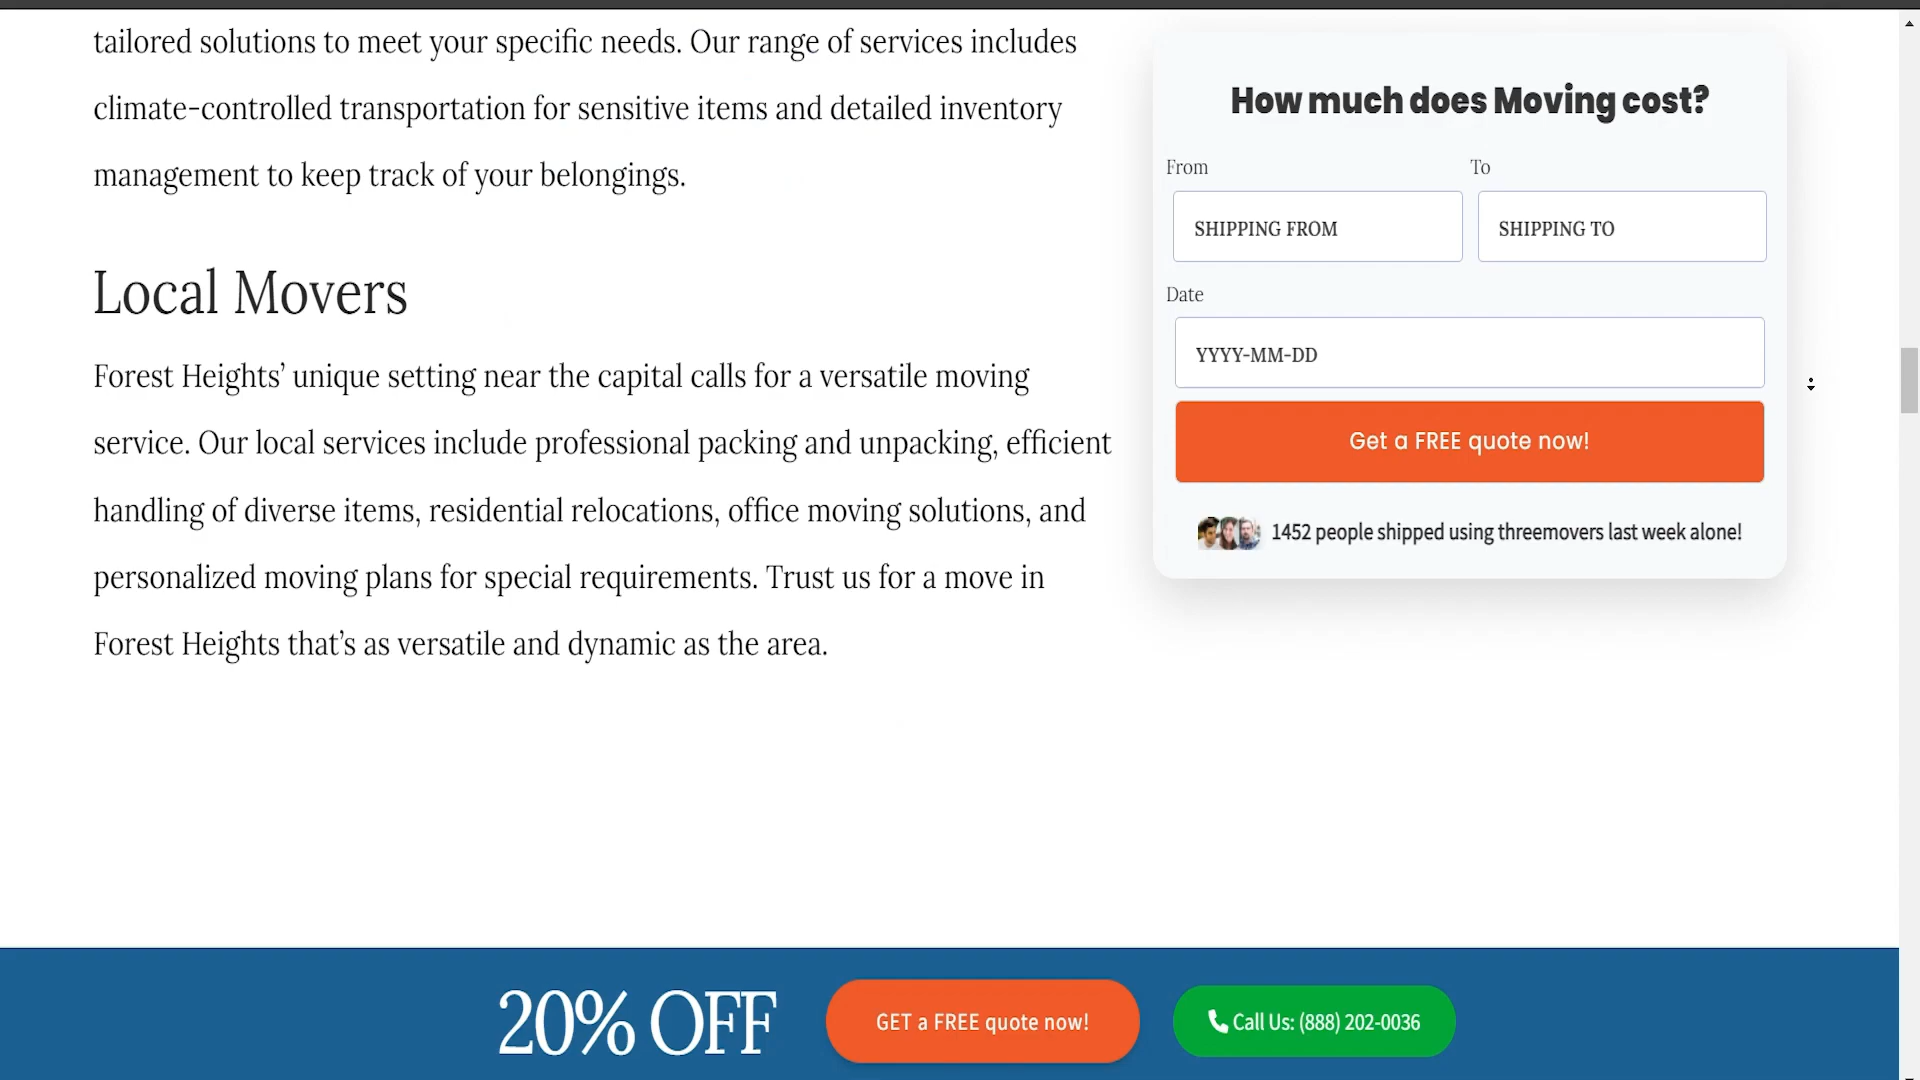 tailored solutions to meet your specific needs. Our range of services includes
climate-controlled transportation for sensitive items and detailed inventory
management to keep track of your belongings.
Local Movers
Forest Heights’ unique setting near the capital calls for a versatile moving
service. Our local services include professional packing and unpacking, efficient
handling of diverse items, residential relocations, office moving solutions, and
personalized moving plans for special requirements. Trust us for a move in
Forest Heights that’s as versatile and dynamic as the area.
How much does Moving cost?
From
To
SHIPPING FROM
SHIPPING TO
Date
YYYY-MM-DD
Get a FREE quote now!
1452 people shipped using threemovers last week alone!
20% OFF
GET a FREE quote now!
Call Us: (888) 202-0036